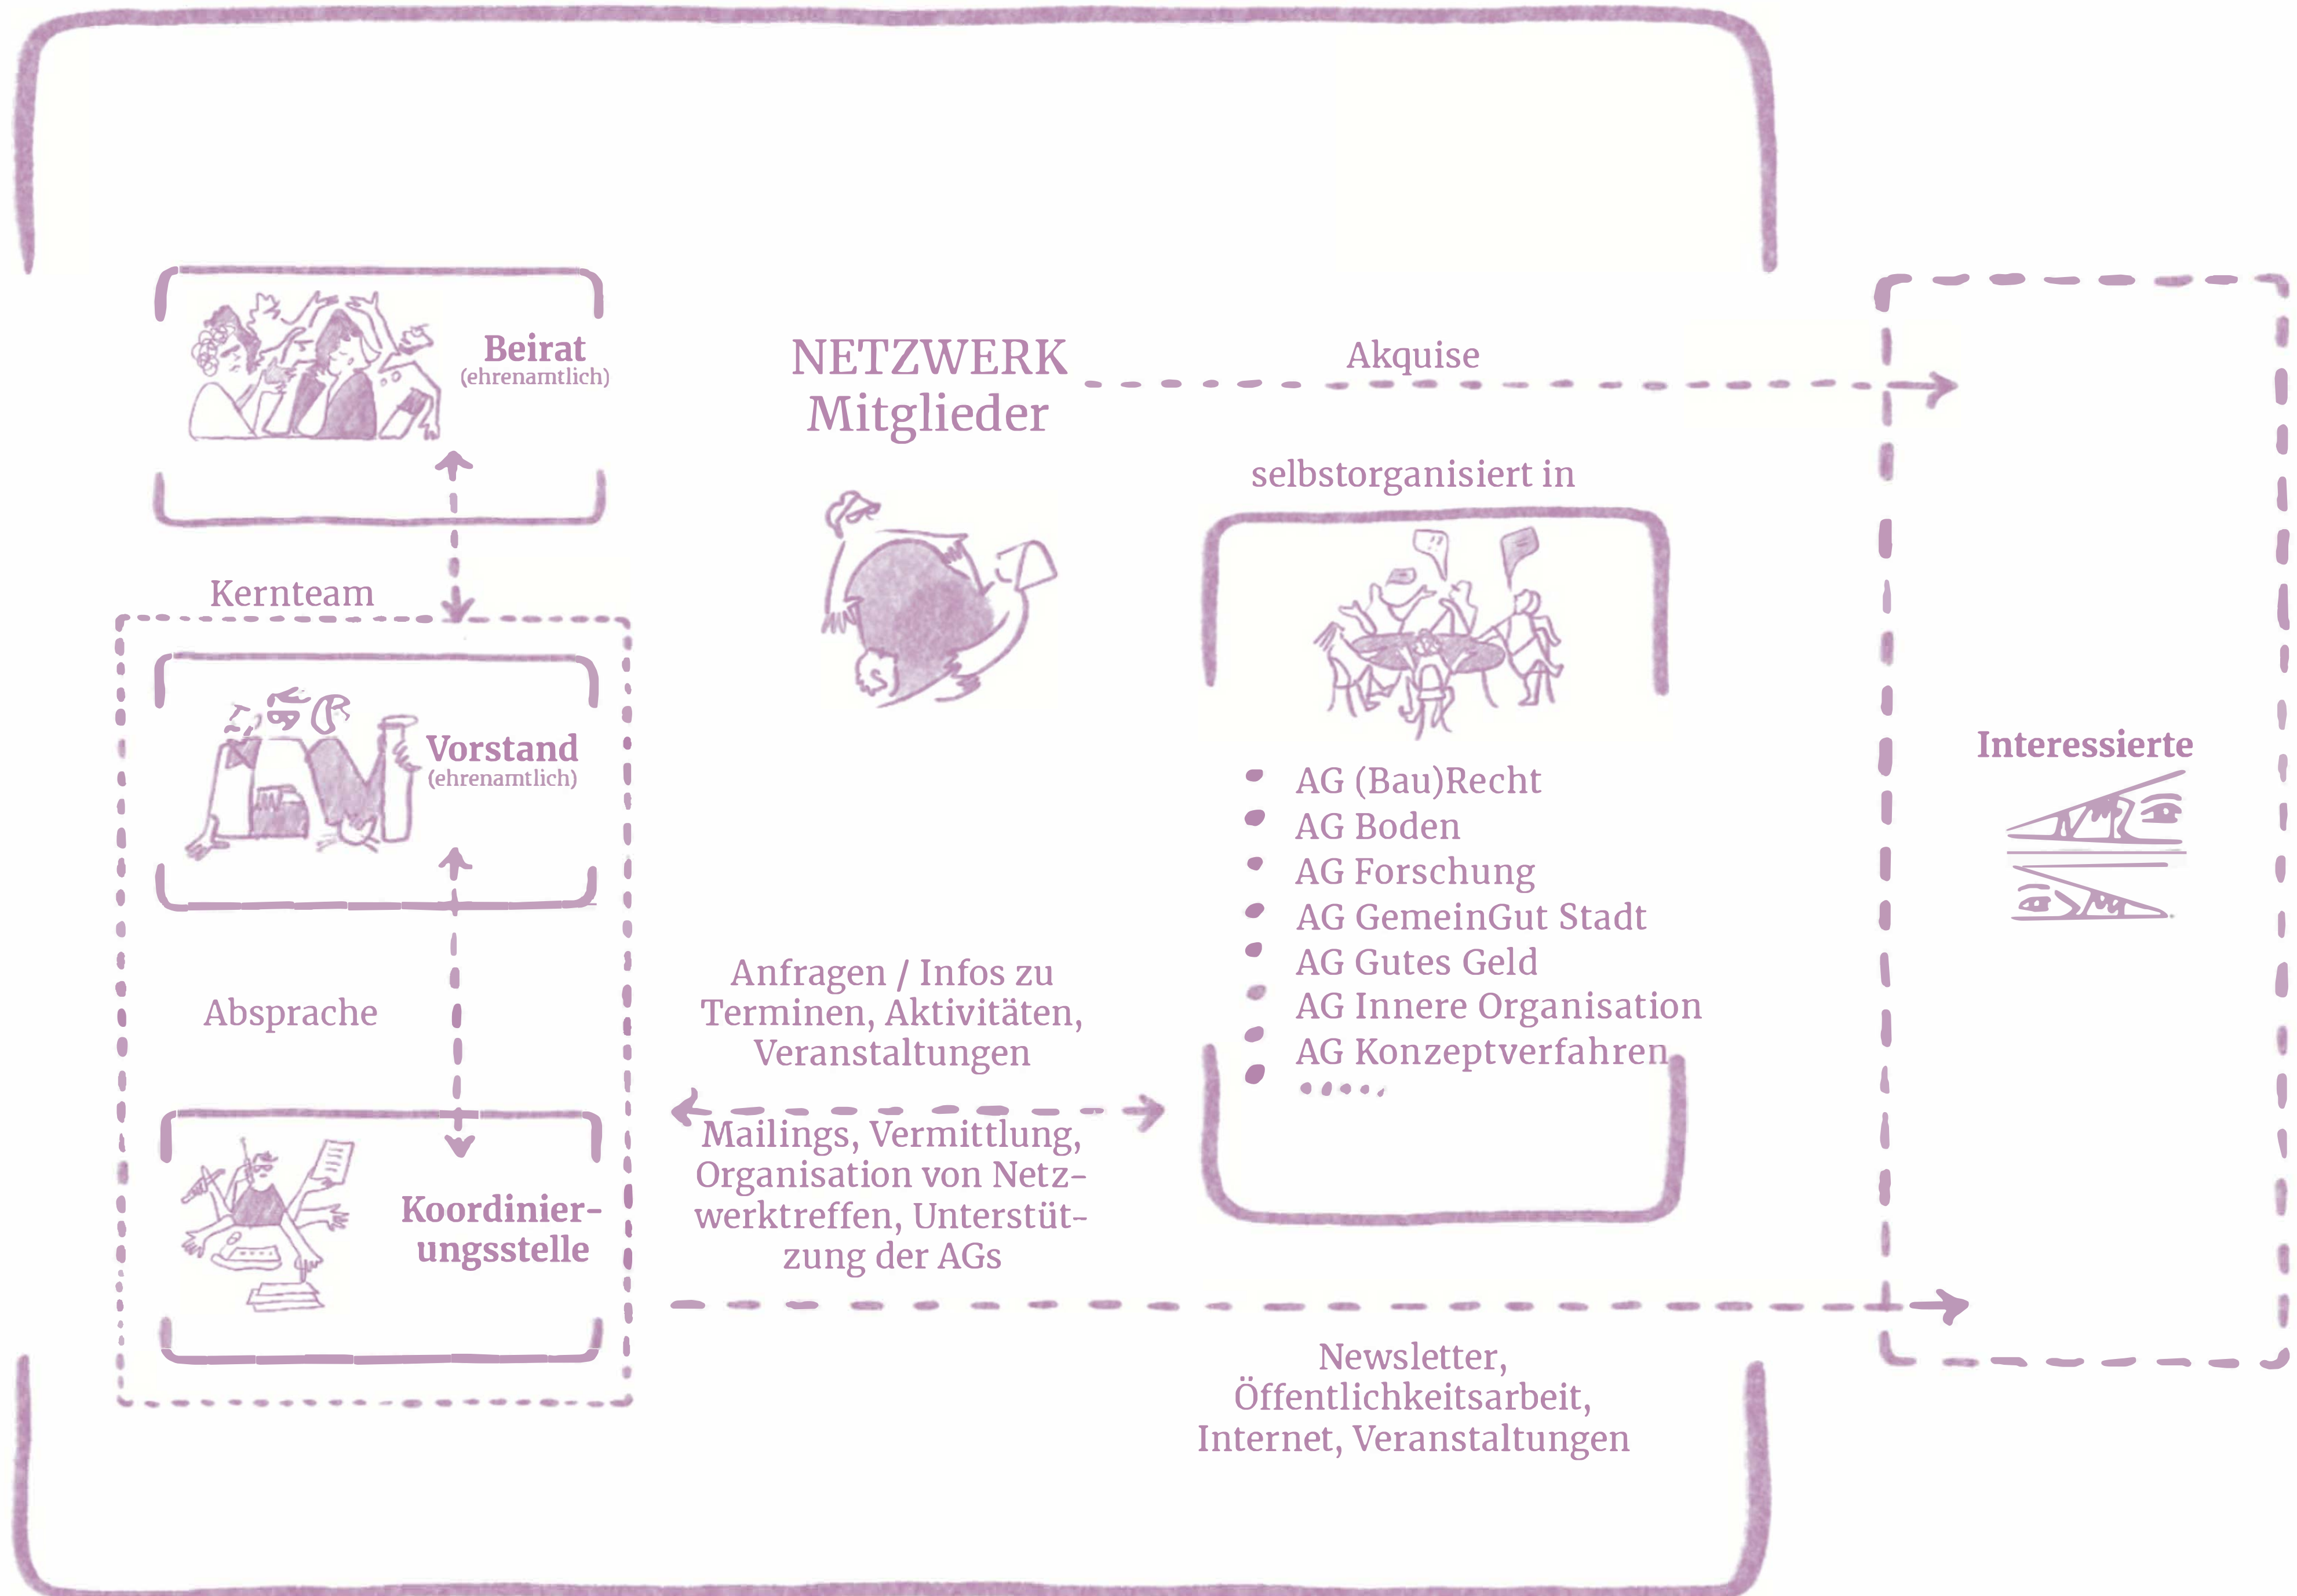 Beirat
(ehrenamtlich)
Kernteam
Vorstand
(ehrenamtlich)
Absprache
Koordinier-
ungsstelle
NETZWERK
Mitglieder
Akquise
selbstorganisiert in
AG (Bau)Recht
AG Boden
AG Forschung
AG GemeinGut Stadt
AG Gutes Geld
AG Innere Organisation
AG Konzeptverfahren
.....
Anfragen / Infos zu
Terminen, Aktivitäten,
Veranstaltungen
Mailings, Vermittlung,
Organisation von Netz-
werktreffen, Unterstüt-
zung der AGs
Newsletter,
Öffentlichkeitsarbeit,
Internet, Veranstaltungen
Interessierte